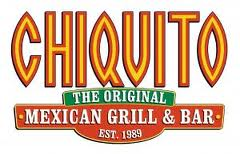 CHIQUITO
THE ORIGINAL
· MEXICAN GRILL & BAR ·
EST. 1989